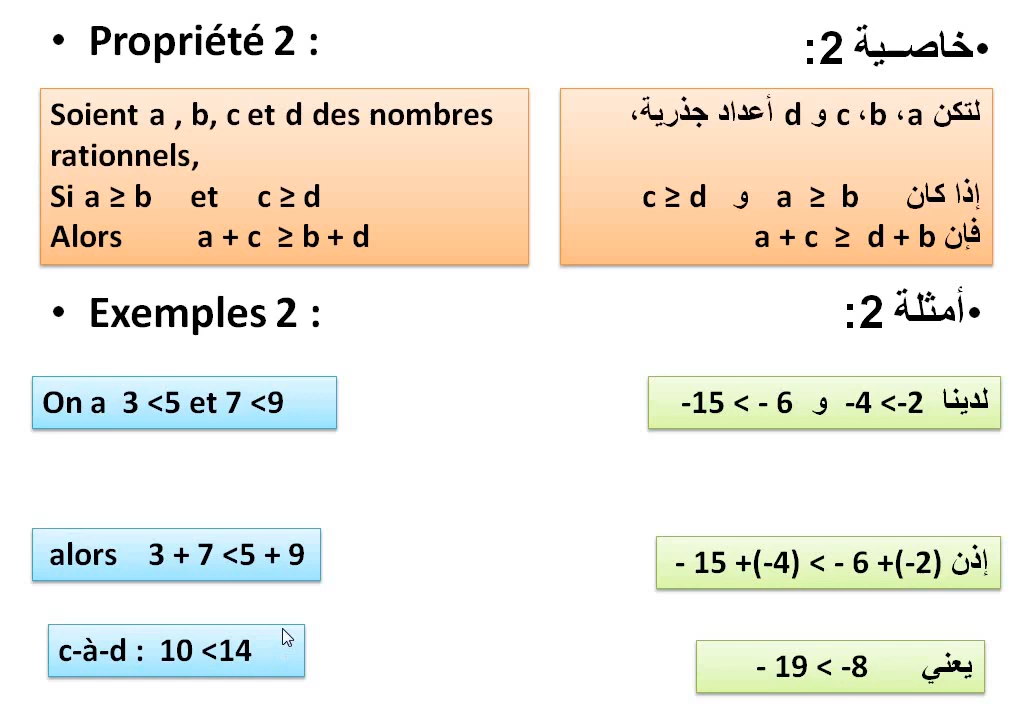 • Propriété 2 :
•خاصــية 2:
Soient a , b, c et d des nombres
rationnels,
Si a ≥ b et c ≥ d
Alors a + c ≥ b + d
لتكن a، b، c و d أعداد جذرية،
إذا كان a ≥ b و c ≥ d
فإن a + c ≥ d + b
• Exemples 2 :
•أمثلة 2:
On a 3 <5 et 7 <9
لدينا -4 <-2 و -15 < - 6
alors 3 + 7 <5 + 9
إذن - 15 +(-4) < - 6 +(-2)
c-à-d : 10 <14
يعني - 19 < -8